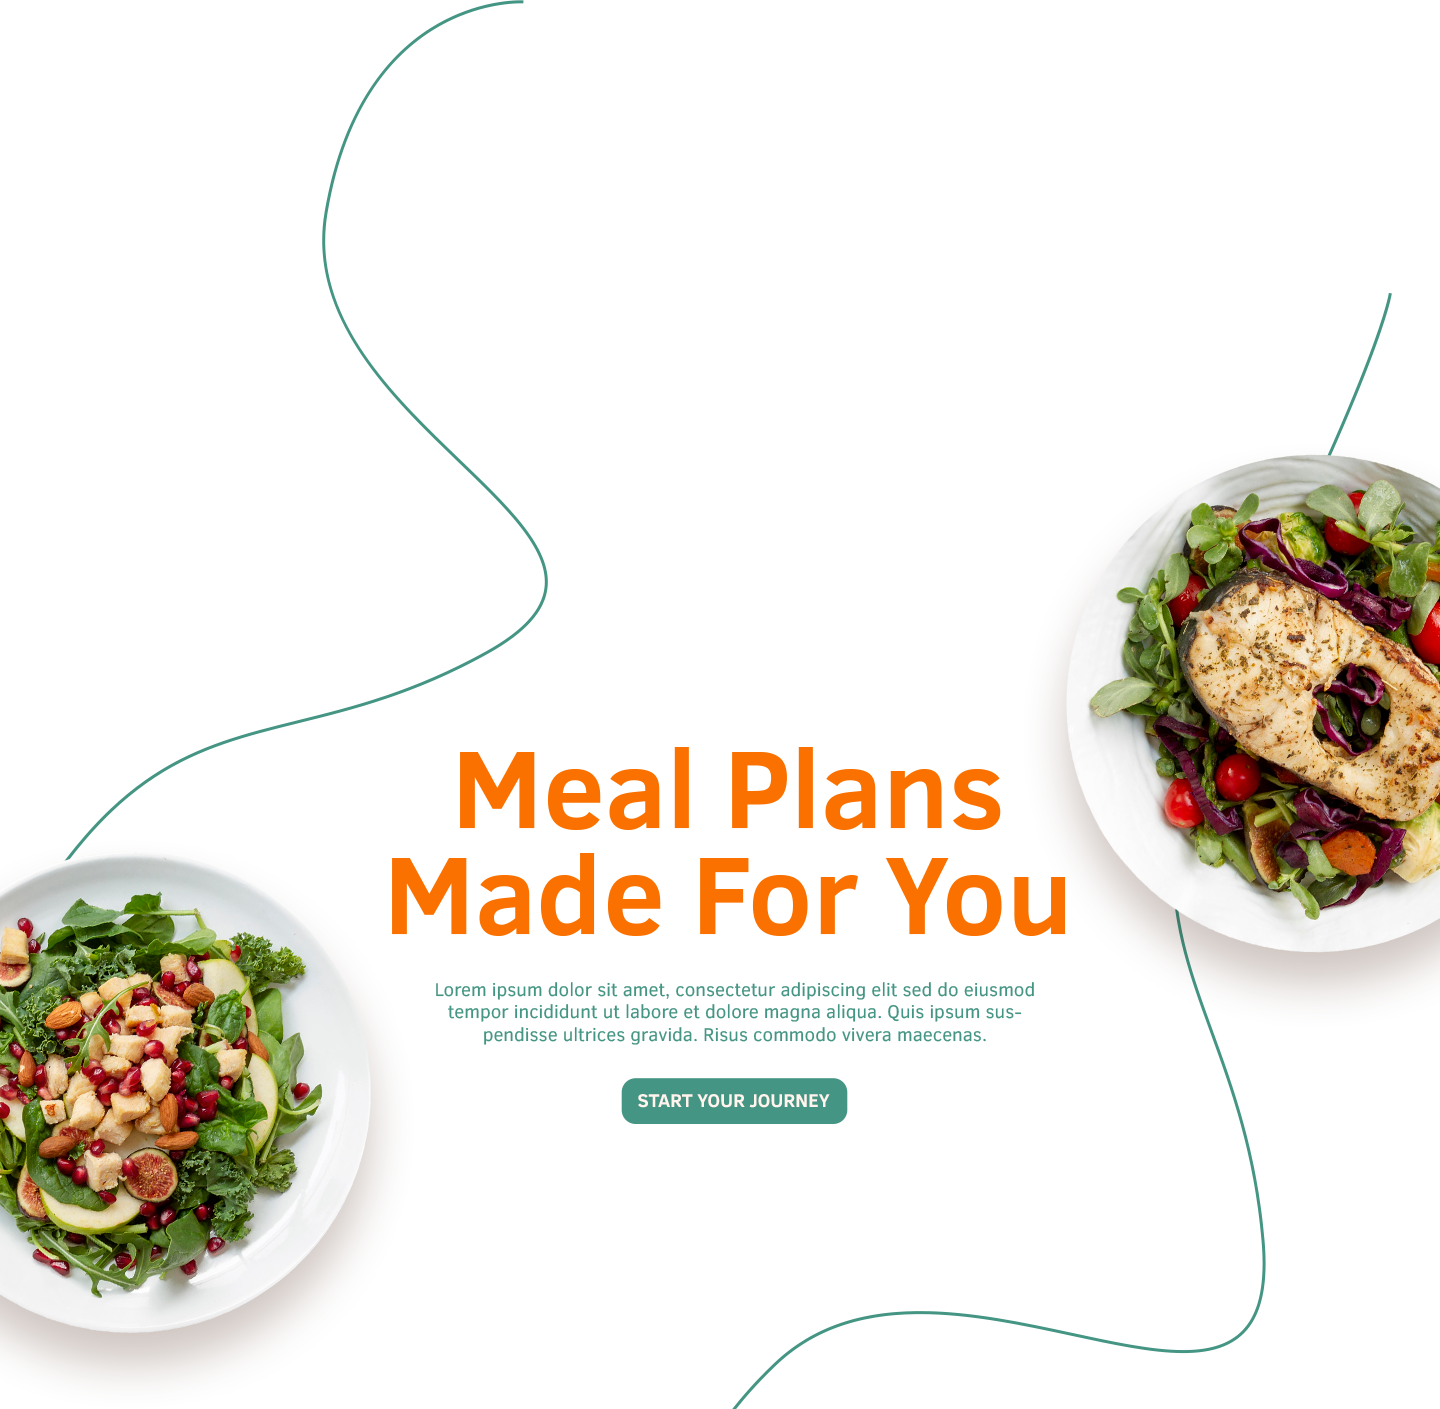 Meal Plans
Made For You
Lorem ipsum dolor sit amet, consectetur adipiscing elit sed do eiusmod
tempor incididunt ut labore et dolore magna aliqua. Quis ipsum sus-
pendisse ultrices gravida. Risus commodo vivera maecenas.
START YOUR JOURNEY